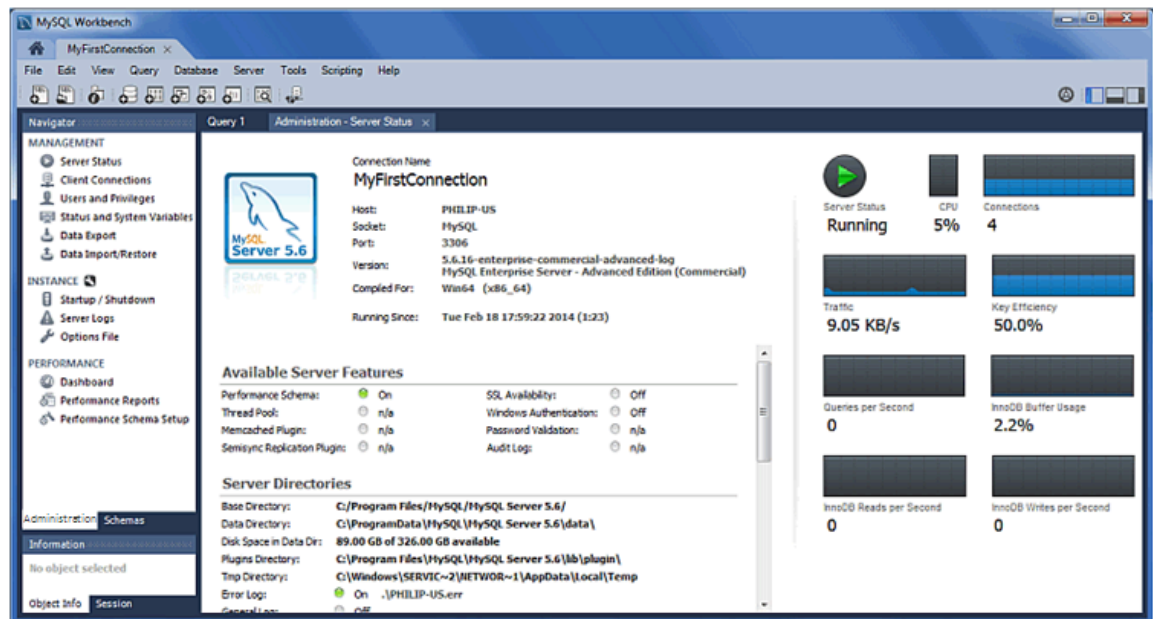 MySQL Workbench
MyFirstConnection ×
File Edit View Query Database Server Tools Scripting Help
Navigator
MANAGEMENT
Server Status
Client Connections
Users and Privileges
Status and System Variables
Data Export
Data Import/Restore
INSTANCE
Startup / Shutdown
Server Logs
Options File
PERFORMANCE
Dashboard
Performance Reports
Performance Schema Setup
Administration Schemas
Information
No object selected
Object Info Session
Query 1 Administration - Server Status ×
MySQL
Server 5.6
Connection Name
MyFirstConnection
Host: PHILIP-US
Socket: MySQL
Port: 3306
Version: 5.6.16-enterprise-commercial-advanced-log
MySQL Enterprise Server - Advanced Edition (Commercial)
Compiled For: Win64 (x86_64)
Running Since: Tue Feb 18 17:59:22 2014 (1:23)
Available Server Features
Performance Schema: On SSL Availability: Off
Thread Pool: n/a Windows Authentication: Off
Memcached Plugin: n/a Password Validation: n/a
Semisync Replication Plugin: n/a Audit Log: n/a
Server Directories
Base Directory: C:/Program Files/MySQL/MySQL Server 5.6/
Data Directory: C:\ProgramData\MySQL\MySQL Server 5.6\data\
Disk Space in Data Dir: 89.00 GB of 326.00 GB available
Plugins Directory: C:\Program Files\MySQL\MySQL Server 5.6\lib\plugin\
Tmp Directory: C:\Windows\SERVIC~2\NETWOR~1\AppData\Local\Temp
Error Log: On .\PHILIP-US.err
General Log: Off
Server Status CPU Connections
Running 5% 4
Traffic Key Efficiency
9.05 KB/s 50.0%
Queries per Second InnoDB Buffer Usage
0 2.2%
InnoDB Reads per Second InnoDB Writes per Second
0 0